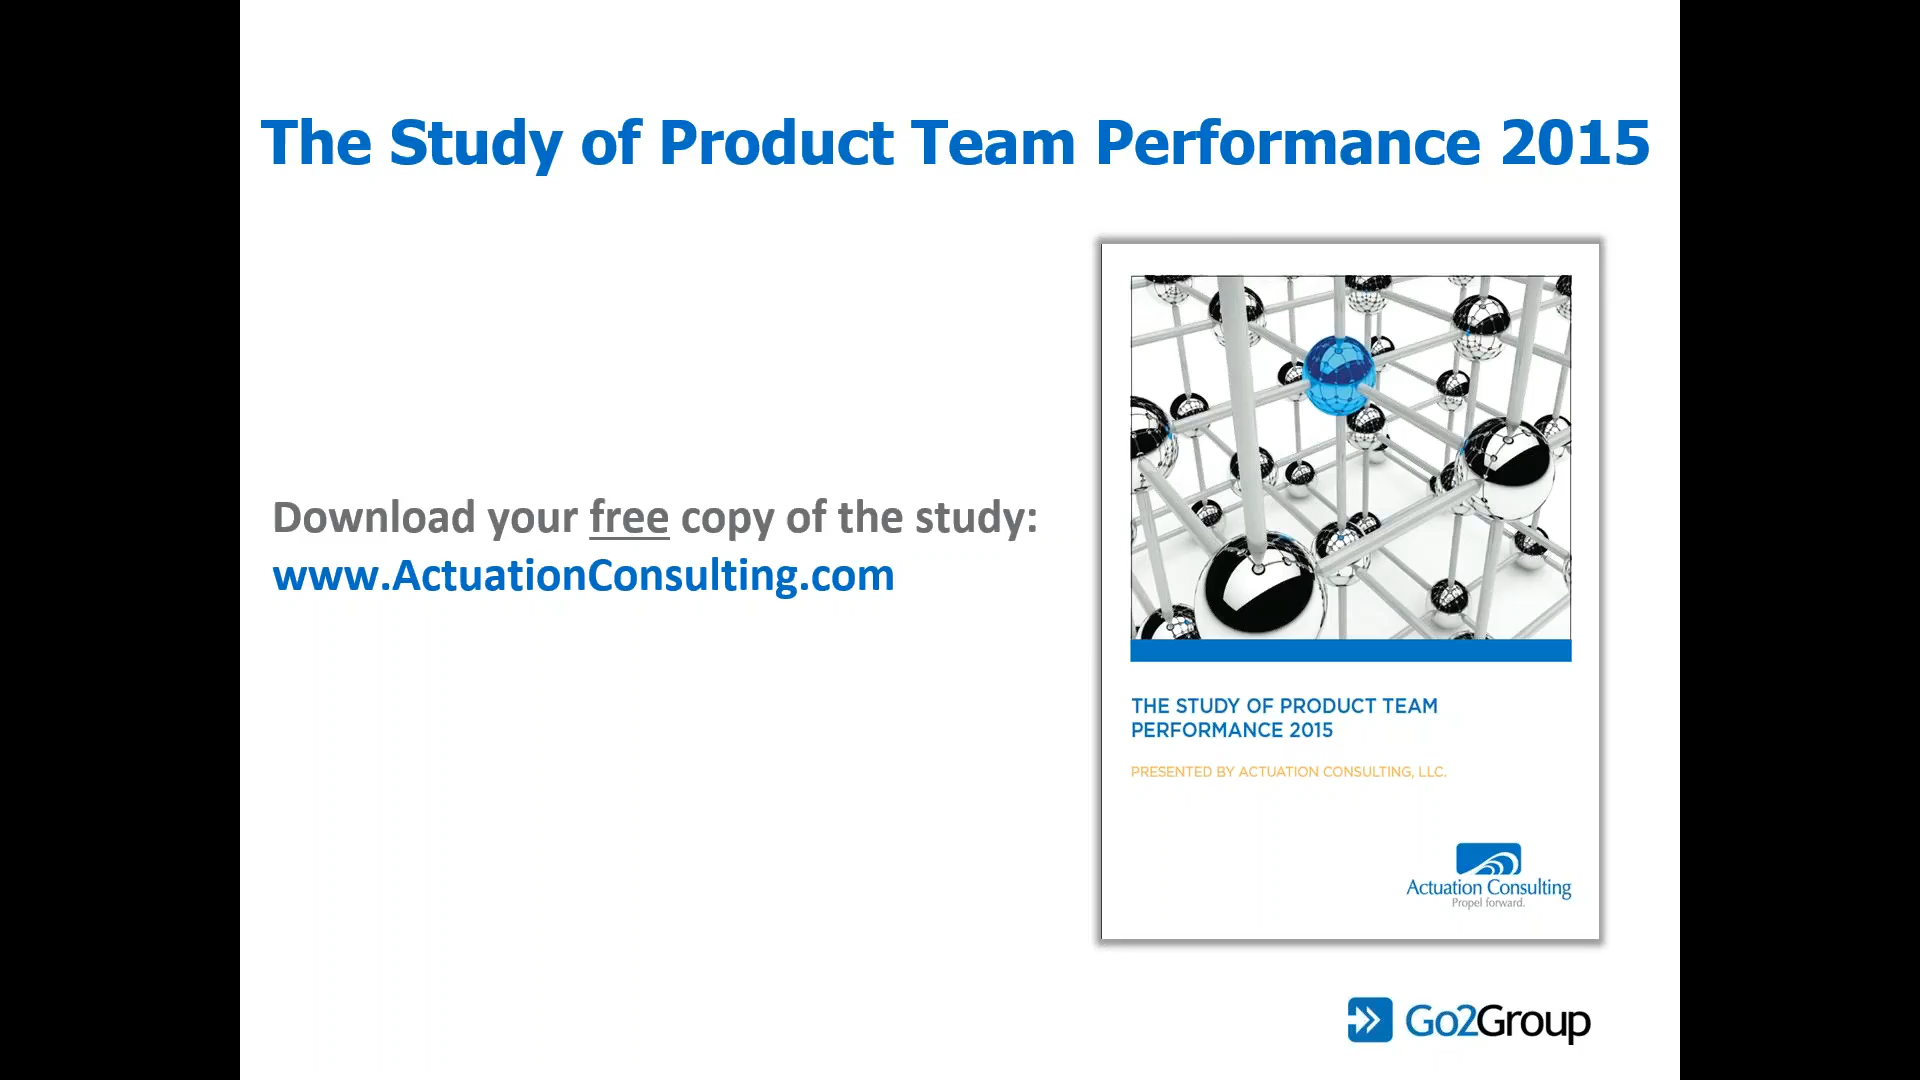 The Study of Product Team Performance 2015
Download your free copy of the study:
www.ActuationConsulting.com
THE STUDY OF PRODUCT TEAM
PERFORMANCE 2015
PRESENTED BY ACTUATION CONSULTING, LLC.
Actuation Consulting
Propel forward.
Go2Group